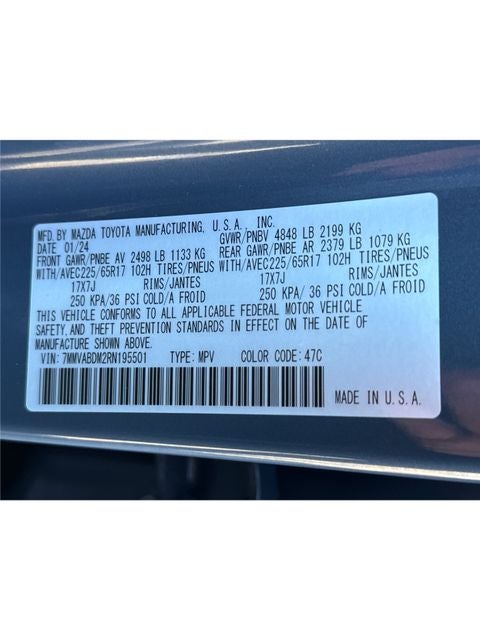 MFD. BY MAZDA TOYOTA MANUFACTURING, U.S.A., INC.
DATE 01/24 GVWR/PNBV 4848 LB 2199 KG
FRONT GAWR/PNBE AV 2498 LB 1133 KG REAR GAWR/PNBE AR 2379 LB 1079 KG
WITH/AVEC225/65R17 102H TIRES/PNEUS WITH/AVEC225/65R17 102H TIRES/PNEUS
17X7J RIMS/JANTES 17X7J RIMS/JANTES
250 KPA/36 PSI COLD/A FROID 250 KPA/ 36 PSI COLD/A FROID
THIS VEHICLE CONFORMS TO ALL APPLICABLE FEDERAL MOTOR VEHICLE
SAFETY, AND THEFT PREVENTION STANDARDS IN EFFECT ON THE DATE OF
MANUFACTURE SHOWN ABOVE.
VIN: 7MMVABDM2RN195501 TYPE: MPV COLOR CODE: 47C
MADE IN U.S.A.